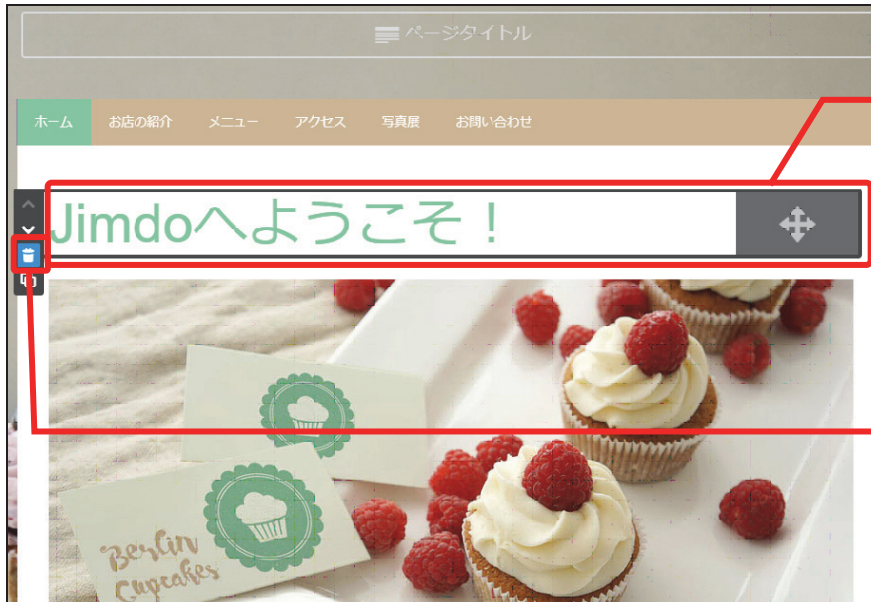 ページタイトル
ホーム お店の紹介 メニュー アクセス 写真展 お問い合わせ
Jimdoへようこそ！
Berlin
Cupcakes